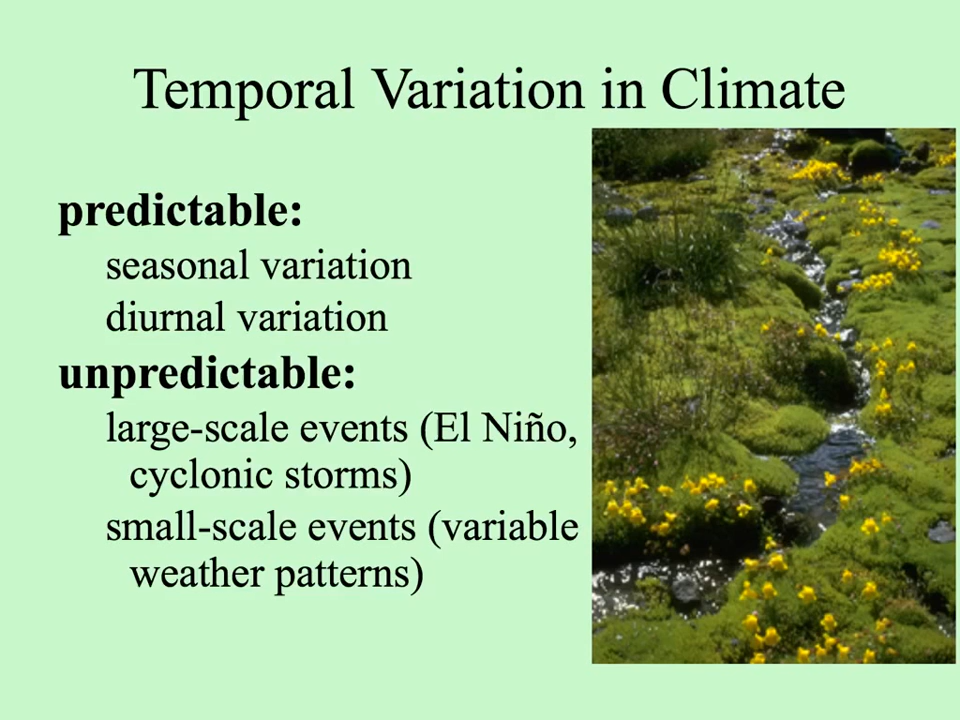 Temporal Variation in Climate
predictable:
seasonal variation
diurnal variation
unpredictable:
large-scale events (El Niño,
cyclonic storms)
small-scale events (variable
weather patterns)